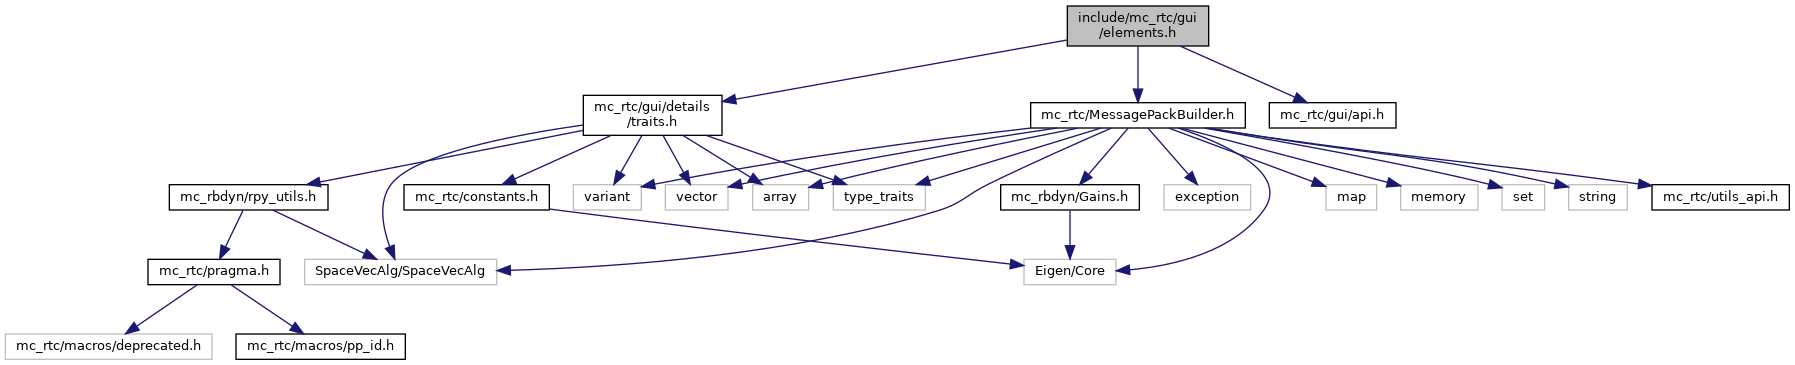 include/mc_rtc/gui
/elements.h
mc_rtc/gui/details
/traits.h
mc_rtc/MessagePackBuilder.h
mc_rtc/gui/api.h
mc_rbdyn/rpy_utils.h
mc_rtc/constants.h
variant
vector
array
type_traits
mc_rbdyn/Gains.h
exception
map
memory
set
string
mc_rtc/utils_api.h
mc_rtc/pragma.h
SpaceVecAlg/SpaceVecAlg
Eigen/Core
mc_rtc/macros/deprecated.h
mc_rtc/macros/pp_id.h